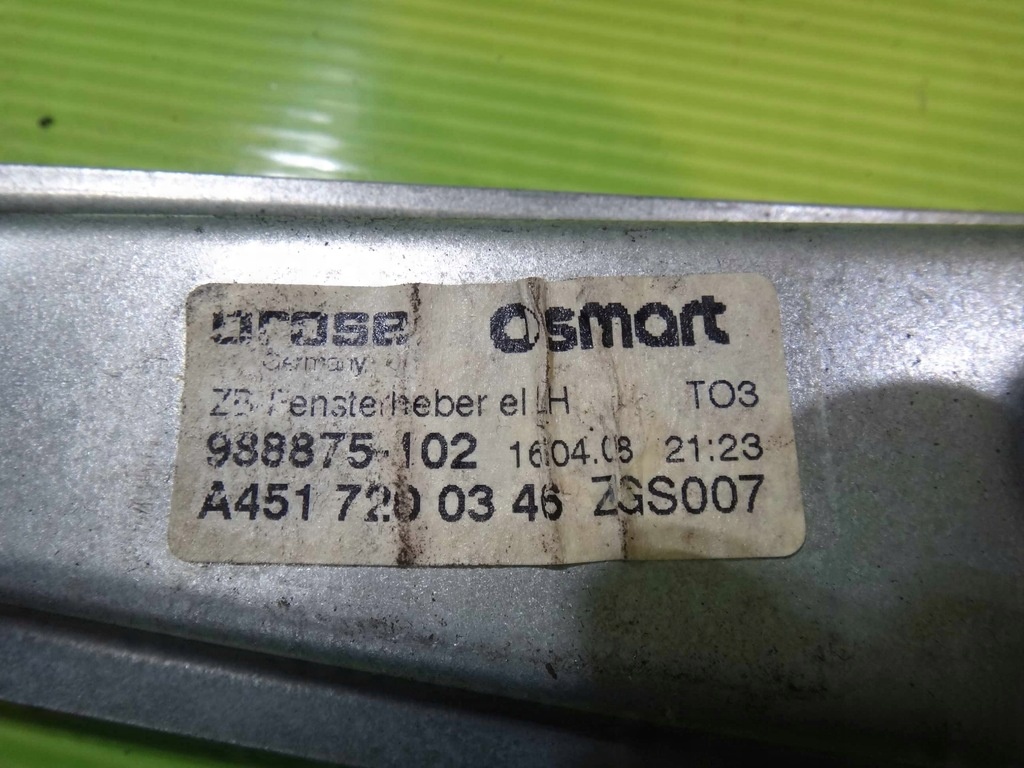 brose smart
Germany
ZB Fensterheber el LH TO3
988875-102 16.04.08 21:23
A451 720 03 46 ZGS007